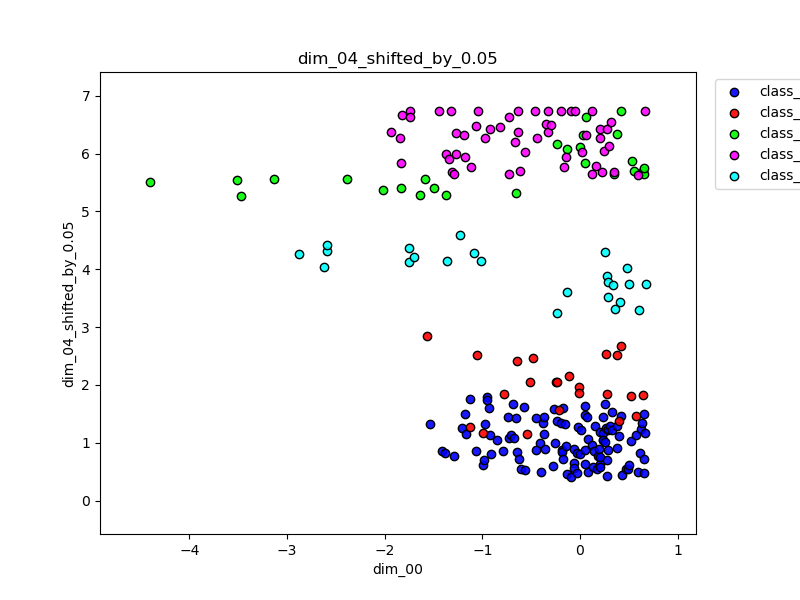 dim_04_shifted_by_0.05
7
6
5
4
3
2
1
0
dim_04_shifted_by_0.05
−4
−3
−2
−1
0
1
dim_00
class_
class_
class_
class_
class_